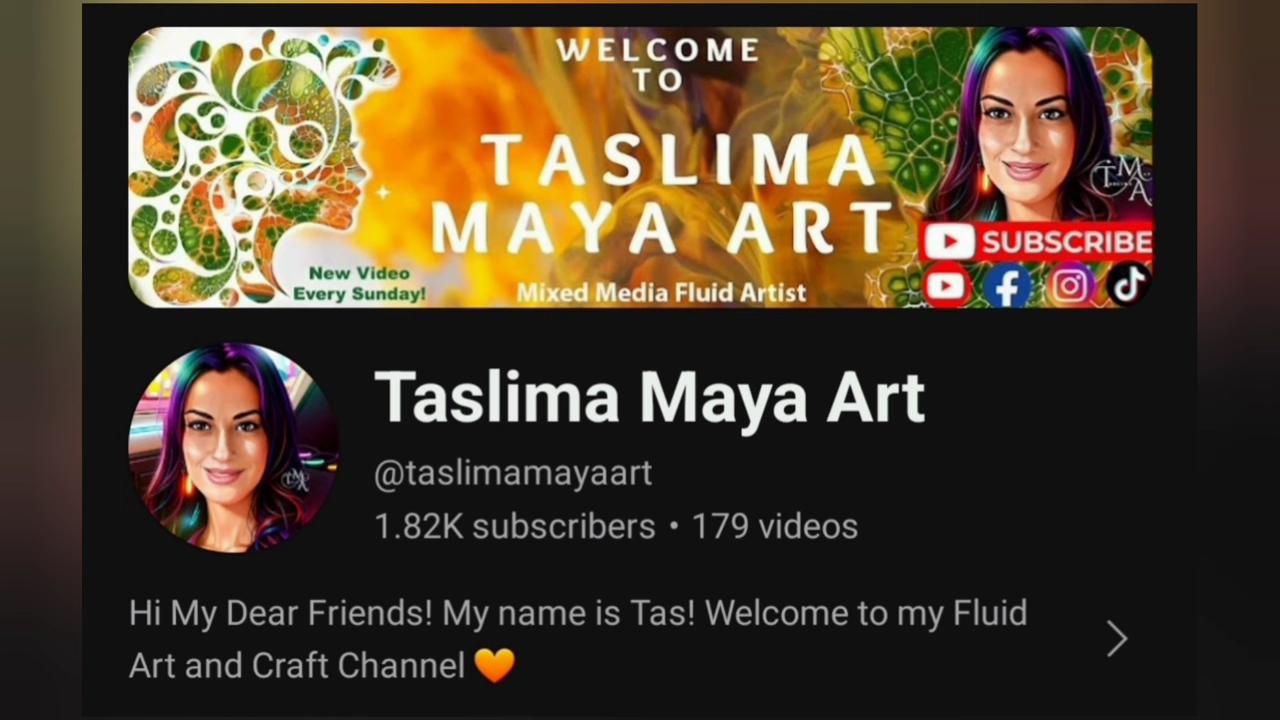 WELCOME
TO
TASLIMA
MAYA ART
Mixed Media Fluid Artist
New Video
Every Sunday!
SUBSCRIBE
Taslima Maya Art
@taslimamayaart
1.82K subscribers • 179 videos
Hi My Dear Friends! My name is Tas! Welcome to my Fluid
Art and Craft Channel 🧡